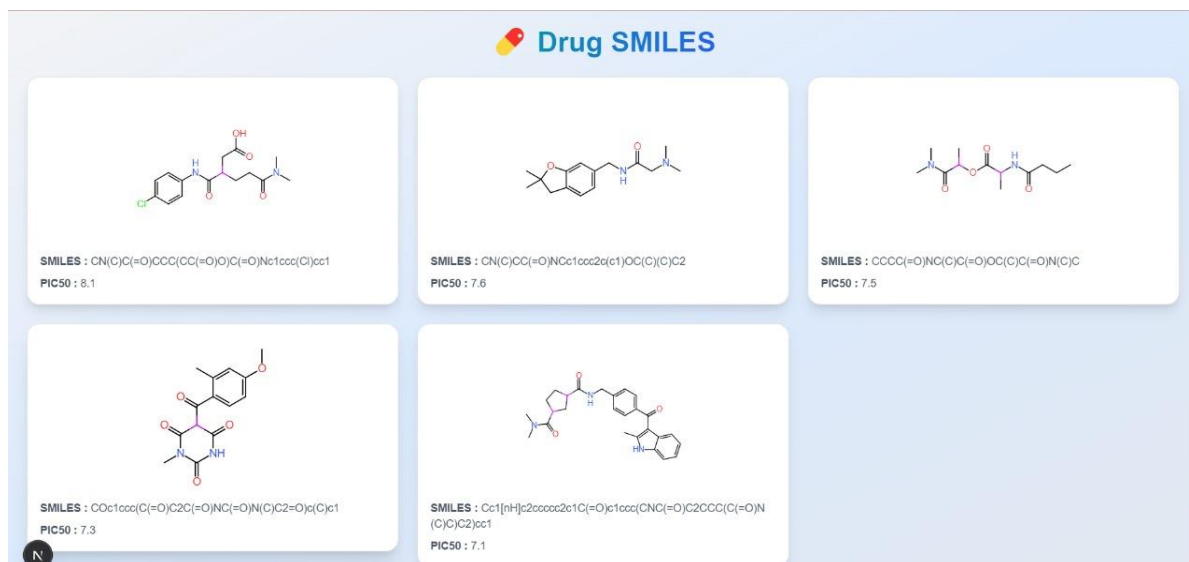 Drug SMILES
SMILES : CN(C)C(=O)CCC(CC(=O)O)C(=O)Nc1ccc(Cl)cc1
PIC50 : 8.1
SMILES : CN(C)CC(=O)NCc1ccc2c(c1)OC(C)(C)C2
PIC50 : 7.6
SMILES : CCCC(=O)NC(C)C(=O)OC(C)C(=O)N(C)C
PIC50 : 7.5
SMILES : COc1ccc(C(=O)C2C(=O)NC(=O)N(C)C2=O)c(C)c1
PIC50 : 7.3
SMILES : Cc1[nH]c2ccccc2c1C(=O)c1ccc(CNC(=O)C2CCC(C(=O)N
(C)C)C2)cc1
PIC50 : 7.1
N